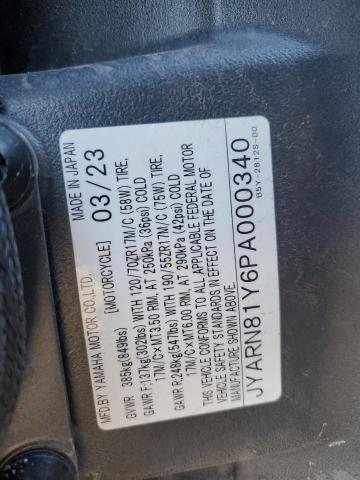 MFD.BY YAMAHA MOTOR CO.,LTD. MADE IN JAPAN
[MOTORCYCLE] 03/23
GVWR 385kg(849lbs)
GAWR F:137kg(302lbs) WITH 120/70ZR17M/C (58W) TIRE,
17M/C×MT3.50 RIM, AT 250kPa (36psi) COLD
GAWR R:248kg(547lbs) WITH 190/55ZR17M/C (75W) TIRE,
17M/C×MT6.00 RIM, AT 290kPa (42psi) COLD
THIS VEHICLE CONFORMS TO ALL APPLICABLE FEDERAL MOTOR
VEHICLE SAFETY STANDARDS IN EFFECT ON THE DATE OF
MANUFACTURE SHOWN ABOVE.
JYARN81Y6PA000340
B5Y-2812S-00